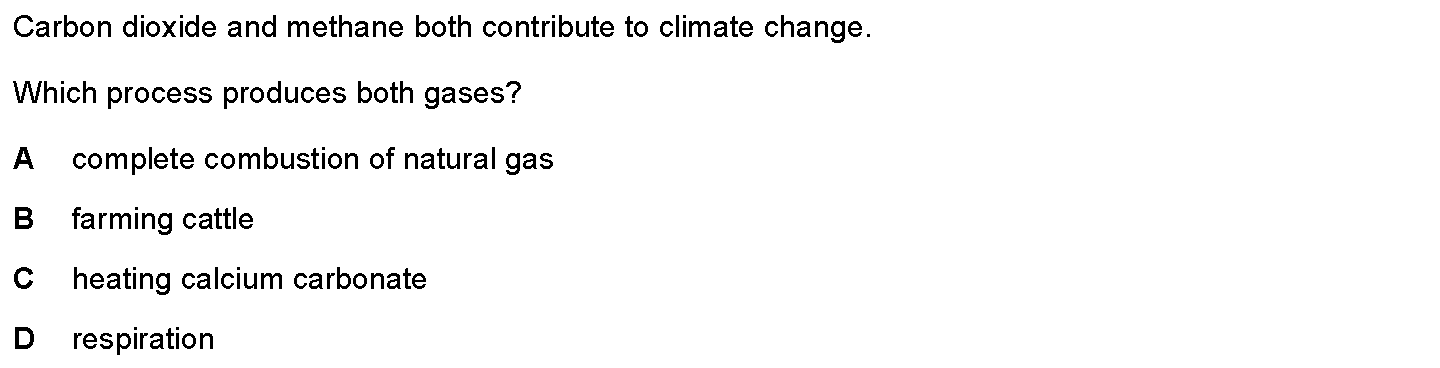 Carbon dioxide and methane both contribute to climate change.
Which process produces both gases?
A complete combustion of natural gas
B farming cattle
C heating calcium carbonate
D respiration